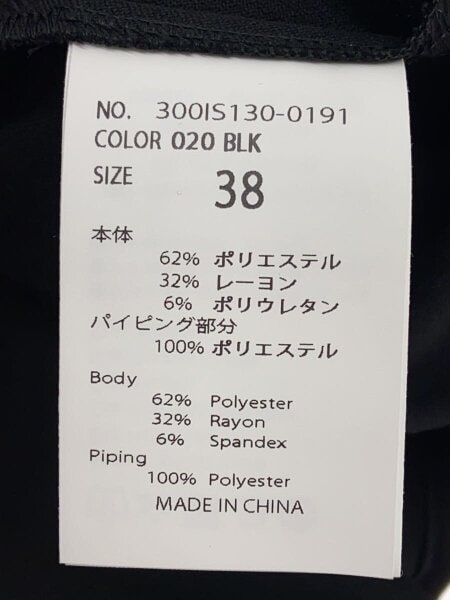 NO. 300IS130-0191
COLOR 020 BLK
SIZE 38
本体
62% ポリエステル
32% レーヨン
6% ポリウレタン
パイピング部分
100% ポリエステル
Body
62% Polyester
32% Rayon
6% Spandex
Piping
100% Polyester
MADE IN CHINA